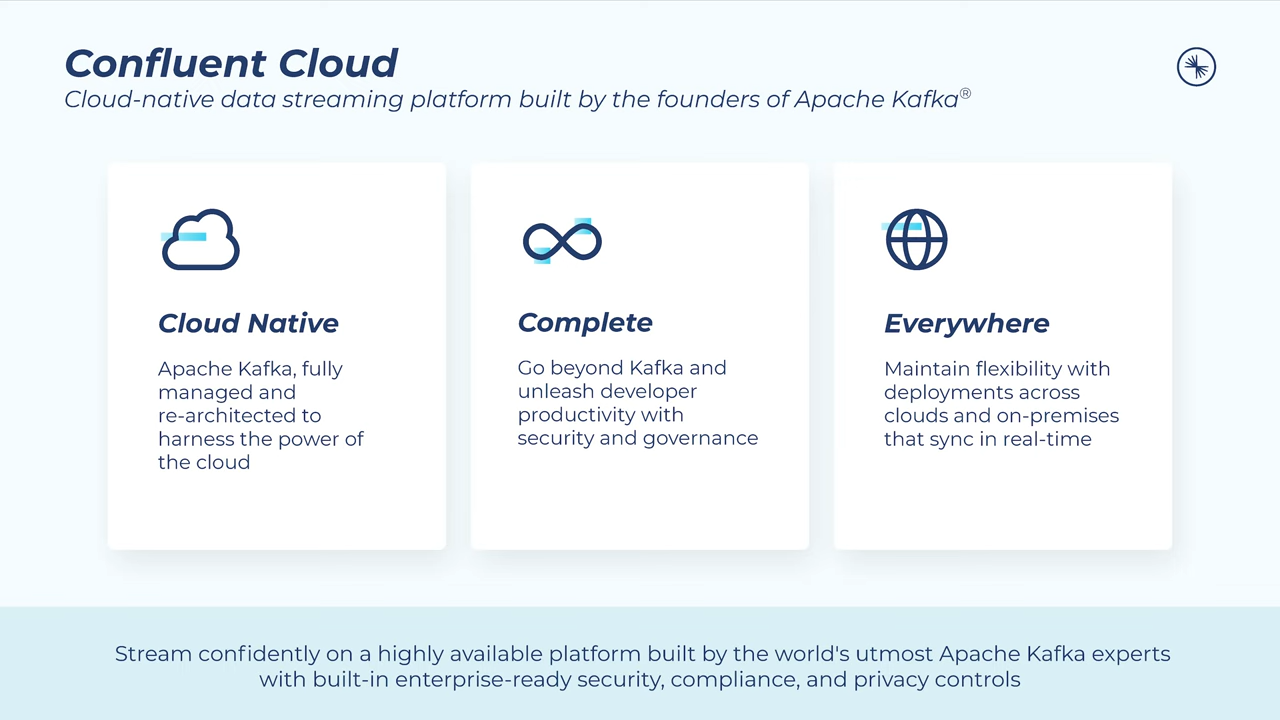 Confluent Cloud
Cloud-native data streaming platform built by the founders of Apache Kafka®
Cloud Native
Apache Kafka, fully
managed and
re-architected to
harness the power of
the cloud
Complete
Go beyond Kafka and
unleash developer
productivity with
security and governance
Everywhere
Maintain flexibility with
deployments across
clouds and on-premises
that sync in real-time
Stream confidently on a highly available platform built by the world's utmost Apache Kafka experts
with built-in enterprise-ready security, compliance, and privacy controls